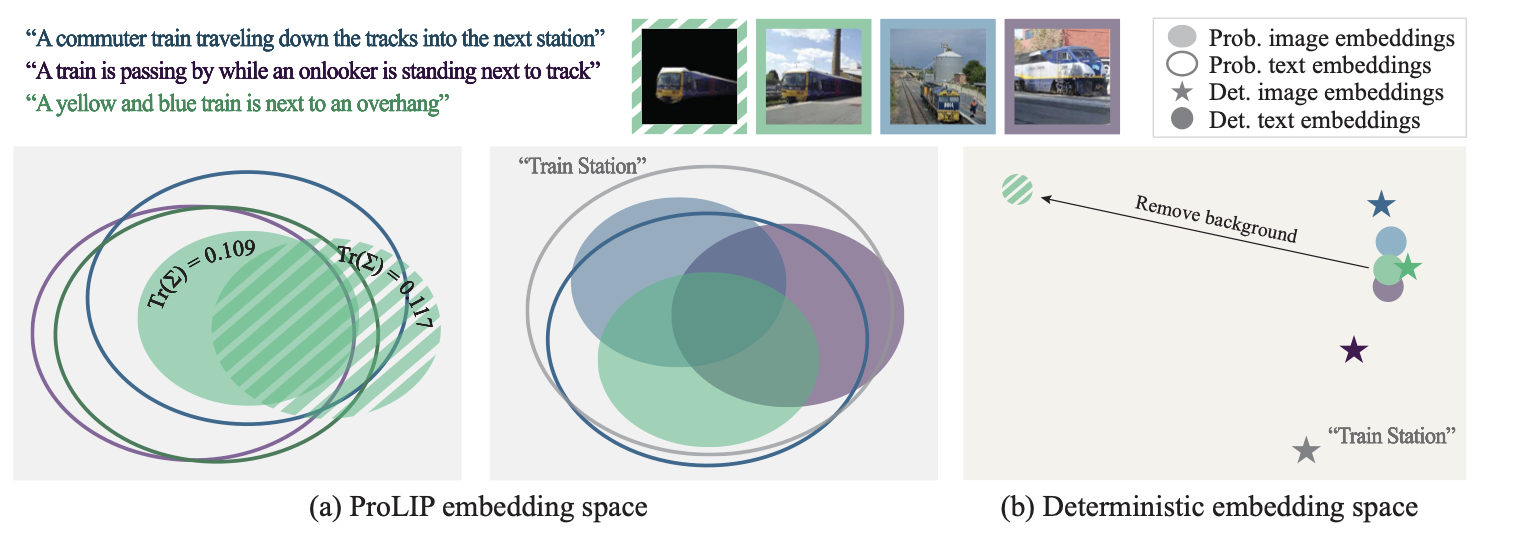 “A commuter train traveling down the tracks into the next station”
“A train is passing by while an onlooker is standing next to track”
“A yellow and blue train is next to an overhang”
Prob. image embeddings
Prob. text embeddings
Det. image embeddings
Det. text embeddings
Tr(Σ) = 0.109
Tr(Σ) = 0.117
“Train Station”
Remove background
“Train Station”
(a) ProLIP embedding space
(b) Deterministic embedding space